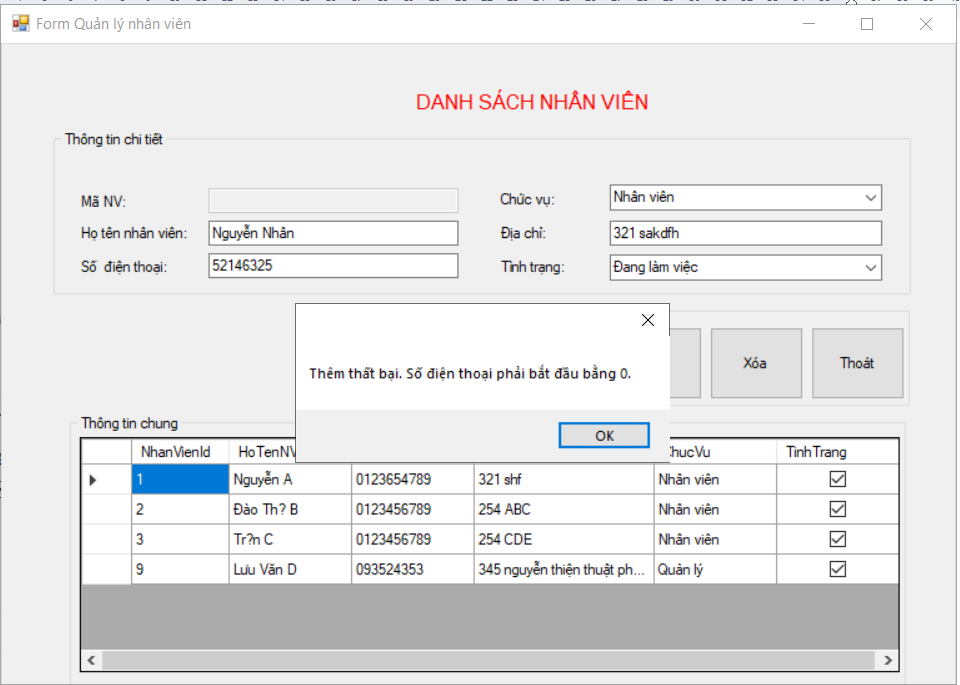 Form Quản lý nhân viên
DANH SÁCH NHÂN VIÊN
Thông tin chi tiết
Mã NV:
Chức vụ: Nhân viên
Họ tên nhân viên: Nguyễn Nhân
Địa chỉ: 321 sakdfh
Số điện thoại: 52146325
Tình trạng: Đang làm việc
Xóa Thoát
Thêm thất bại. Số điện thoại phải bắt đầu bằng 0.
OK
Thông tin chung
NhanVienId HoTenNV TinhTrang
1 Nguyễn A 0123654789 321 shf Nhân viên
2 Đào Th? B 0123456789 254 ABC Nhân viên
3 Tr?n C 0123456789 254 CDE Nhân viên
9 Lưu Văn D 093524353 345 nguyễn thiện thuật ph... Quản lý